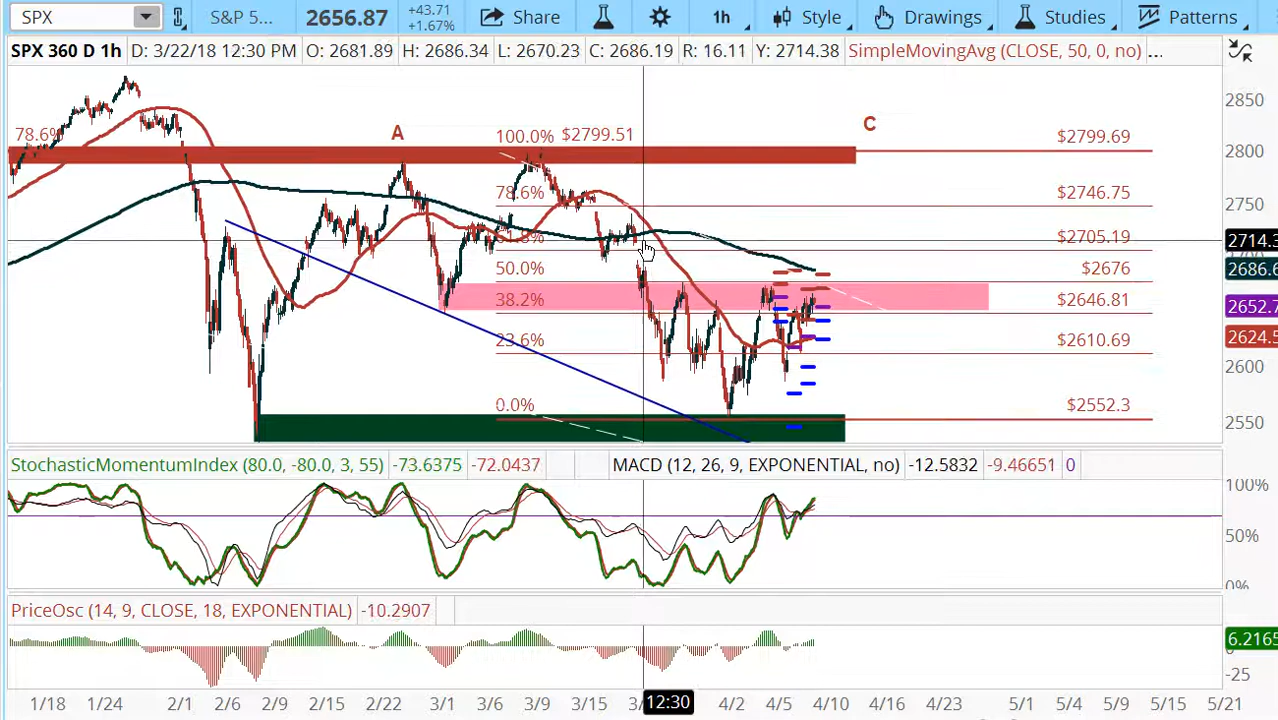 SPX S&P 5... 2656.87 +43.71 +1.67% Share 1h Style Drawings Studies Patterns
SPX 360 D 1h D: 3/22/18 12:30 PM O: 2681.89 H: 2686.34 L: 2670.23 C: 2686.19 R: 16.11 Y: 2714.38 SimpleMovingAvg (CLOSE, 50, 0, no) ...
2850
78.6% A 100.0% $2799.51 C $2799.69
2800
78.6% $2746.75
2750
61.8% $2705.19 2714.3
2700
50.0% $2676 2686.6
38.2% $2646.81 2652.7
23.6% $2610.69 2624.5
2600
0.0% $2552.3
2550
StochasticMomentumIndex (80.0, -80.0, 3, 55) -73.6375 -72.0437 MACD (12, 26, 9, EXPONENTIAL, no) -12.5832 -9.46651 0
100%
50%
0%
PriceOsc (14, 9, CLOSE, 18, EXPONENTIAL) -10.2907
6.2165
-25
1/18 1/24 2/1 2/6 2/9 2/15 2/22 3/1 3/6 3/9 3/15 12:30 4/2 4/5 4/10 4/16 4/23 5/1 5/4 5/9 5/15 5/21